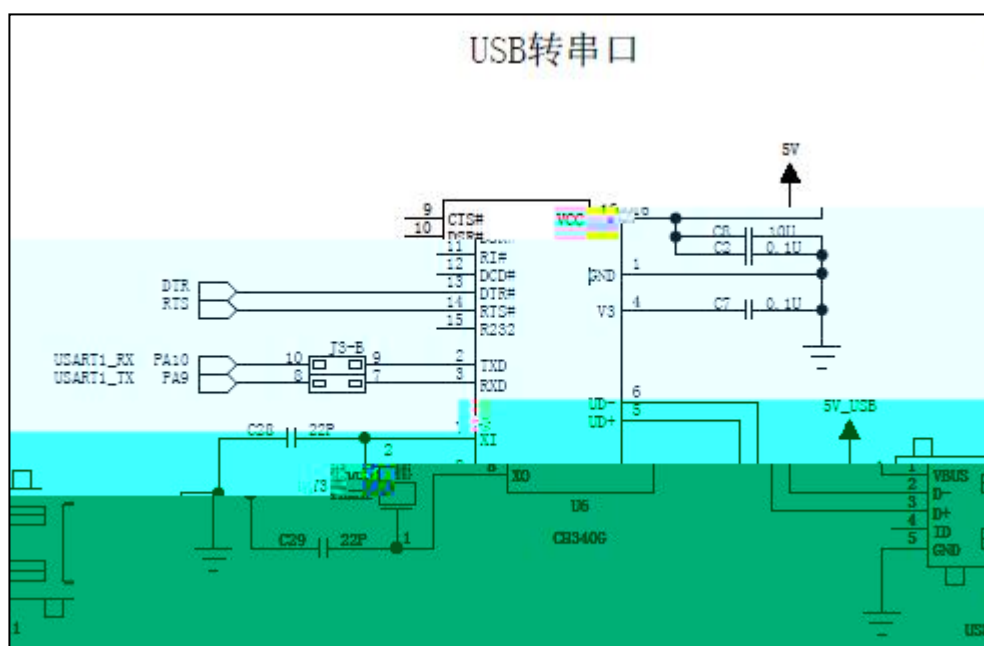 USB转串口
5V
9 CTS# VCC
10
11 C8 10U
RI# C2 0.1U
12 DCD# GND 1
DTR 13 DTR#
RTS 14 RTS# V3 4 C7 0.1U
15 R232
J3-B
USART1_RX PA10 10 9 2 TXD
USART1_TX PA9 8 7 3 RXD
UD- 6
UD+ 5 5V_USB
C28 22P XI
2
8 XO 1 VBUS
U6 2 D-
3 D+
C29 22P 1 CH340G 4 ID
5 GND
1